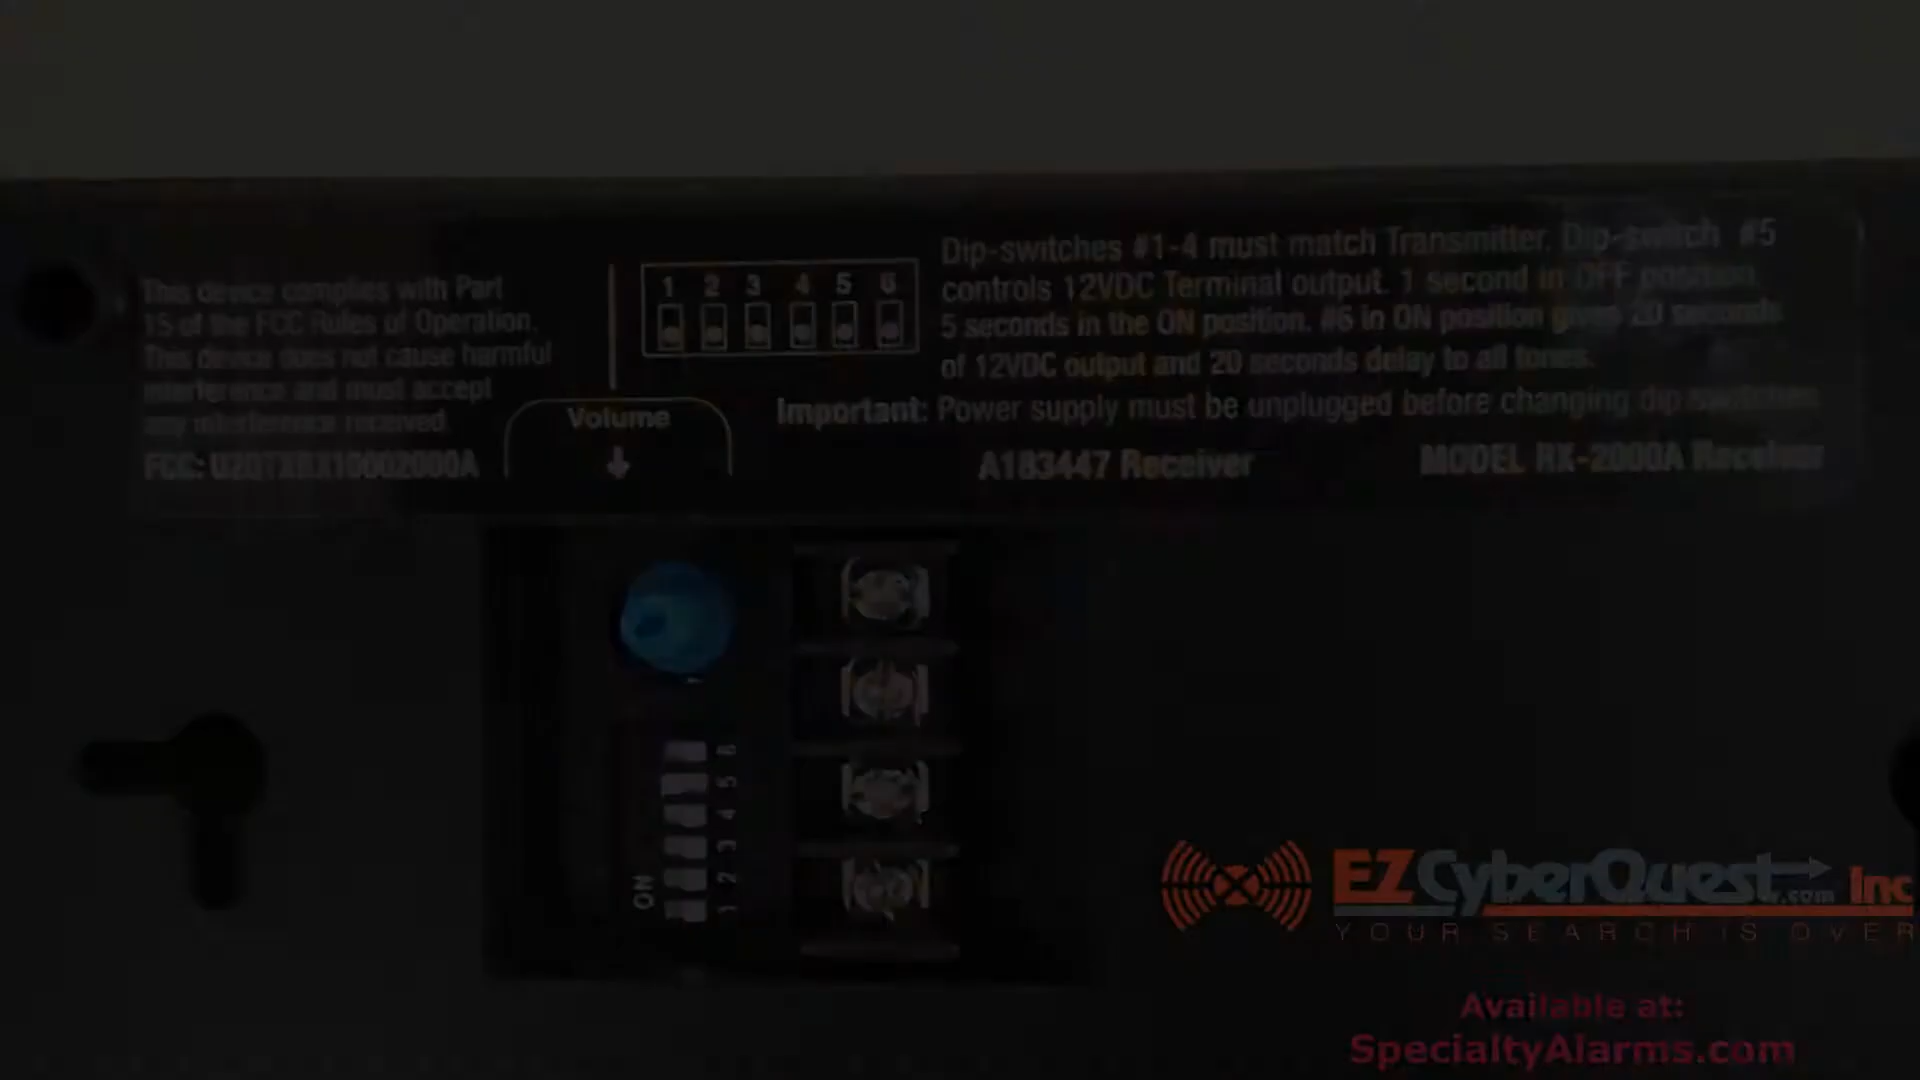 This device complies with Part
15 of the FCC Rules of Operation.
This device does not cause harmful
interference and must accept
any interference received.
1 2 3 4 5 6
Volume
Dip-switches #1-4 must match Transmitter. Dip-switch #5
controls 12VDC Terminal output. 1 second in OFF position
5 seconds in the ON position. #6 in ON position gives 20 seconds
of 12VDC output and 20 seconds delay to all tones.
Important: Power supply must be unplugged before changing dip switches.
A183447 Receiver
MODEL RX-2000A Receiver
ON
1 2 3 4 5 6
EZCyberQuest.com Inc
YOUR SEARCH IS OVER
Available at:
SpecialtyAlarms.com